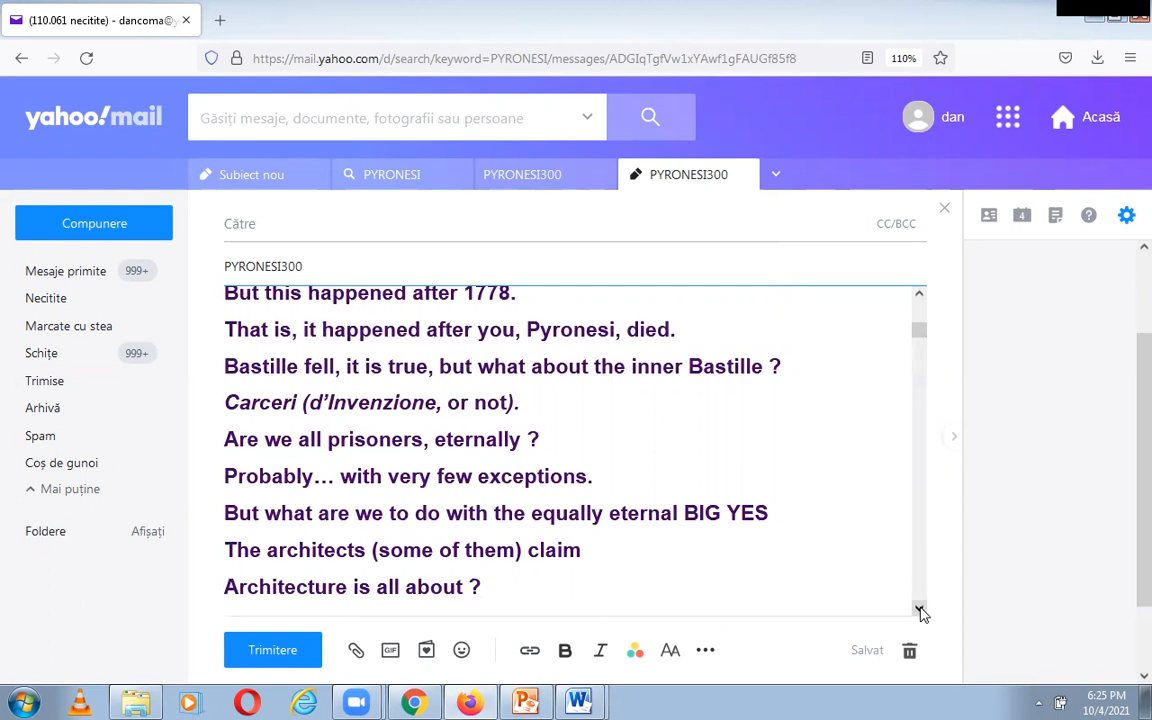 (110.061 necitite) - dancoma@y
https://mail.yahoo.com/d/search/keyword=PYRONESI/messages/ADGIqTgfVw1xYAwf1gFAUGf85f8
110%
yahoo!mail
Găsiți mesaje, documente, fotografii sau persoane
dan
Acasă
Subiect nou
PYRONESI
PYRONESI300
PYRONESI300
Compunere
Mesaje primite 999+
Necitite
Marcate cu stea
Schițe 999+
Trimise
Arhivă
Spam
Coș de gunoi
Mai puține
Foldere Afișați
Către
CC/BCC
4
PYRONESI300
But this happened after 1778.
That is, it happened after you, Pyronesi, died.
Bastille fell, it is true, but what about the inner Bastille ?
Carceri (d’Invenzione, or not).
Are we all prisoners, eternally ?
Probably… with very few exceptions.
But what are we to do with the equally eternal BIG YES
The architects (some of them) claim
Architecture is all about ?
Trimitere
GIF
B
I
AA
Salvat
6:25 PM
10/4/2021